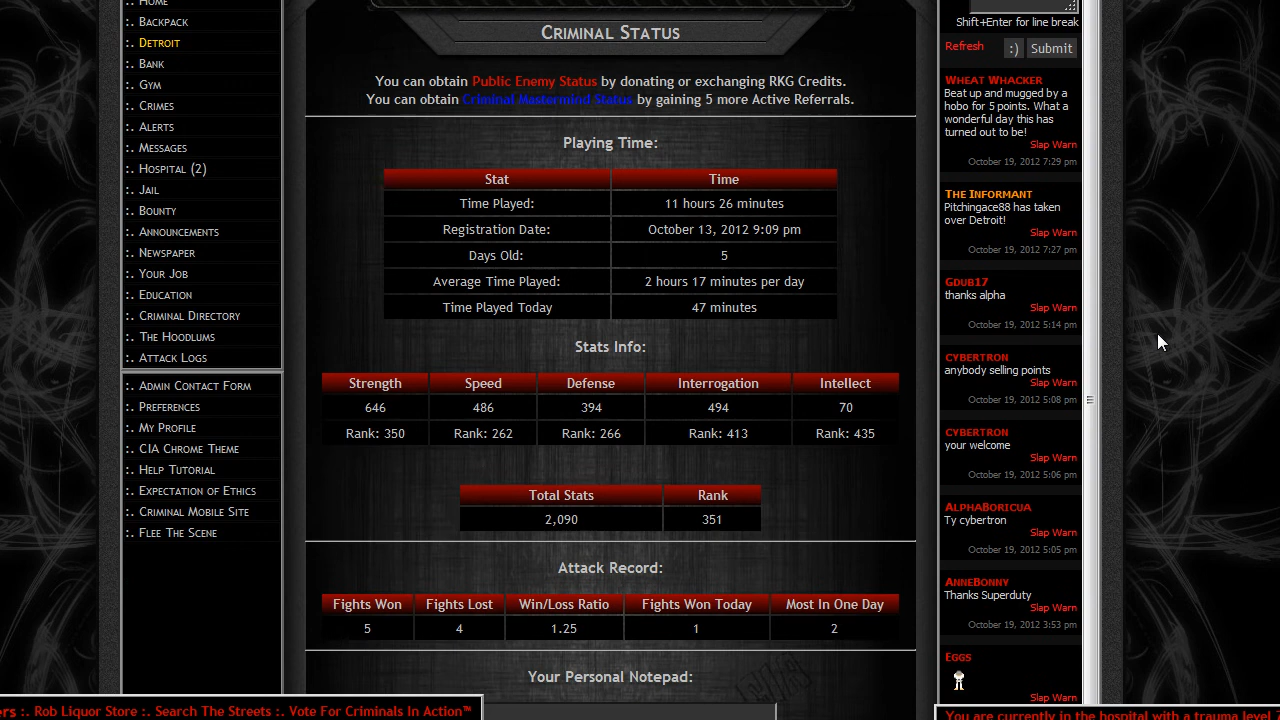 :. Home
:. Backpack
:. Detroit
:. Bank
:. Gym
:. Crimes
:. Alerts
:. Messages
:. Hospital (2)
:. Jail
:. Bounty
:. Announcements
:. Newspaper
:. Your Job
:. Education
:. Criminal Directory
:. The Hoodlums
:. Attack Logs
:. Admin Contact Form
:. Preferences
:. My Profile
:. CIA Chrome Theme
:. Help Tutorial
:. Expectation of Ethics
:. Criminal Mobile Site
:. Flee The Scene
Criminal Status
You can obtain Public Enemy Status by donating or exchanging RKG Credits.
You can obtain Criminal Mastermind Status by gaining 5 more Active Referrals.
Playing Time:
Stat Time
Time Played: 11 hours 26 minutes
Registration Date: October 13, 2012 9:09 pm
Days Old: 5
Average Time Played: 2 hours 17 minutes per day
Time Played Today 47 minutes
Stats Info:
Strength Speed Defense Interrogation Intellect
646 486 394 494 70
Rank: 350 Rank: 262 Rank: 266 Rank: 413 Rank: 435
Total Stats Rank
2,090 351
Attack Record:
Fights Won Fights Lost Win/Loss Ratio Fights Won Today Most In One Day
5 4 1.25 1 2
Your Personal Notepad:
Shift+Enter for line break
Refresh :) Submit
Wheat Whacker
Beat up and mugged by a
hobo for 5 points. What a
wonderful day this has
turned out to be!
Slap Warn
October 19, 2012 7:29 pm
The Informant
Pitchingace88 has taken
over Detroit!
Slap Warn
October 19, 2012 7:27 pm
Gdub17
thanks alpha
Slap Warn
October 19, 2012 5:14 pm
cybertron
anybody selling points
Slap Warn
October 19, 2012 5:08 pm
cybertron
your welcome
Slap Warn
October 19, 2012 5:06 pm
AlphaBoricua
Ty cybertron
Slap Warn
October 19, 2012 5:05 pm
AnneBonny
Thanks Superduty
Slap Warn
October 19, 2012 3:53 pm
Eggs
Slap Warn
ers :. Rob Liquor Store :. Search The Streets :. Vote For Criminals In Action™
You are currently in the hospital with a trauma level